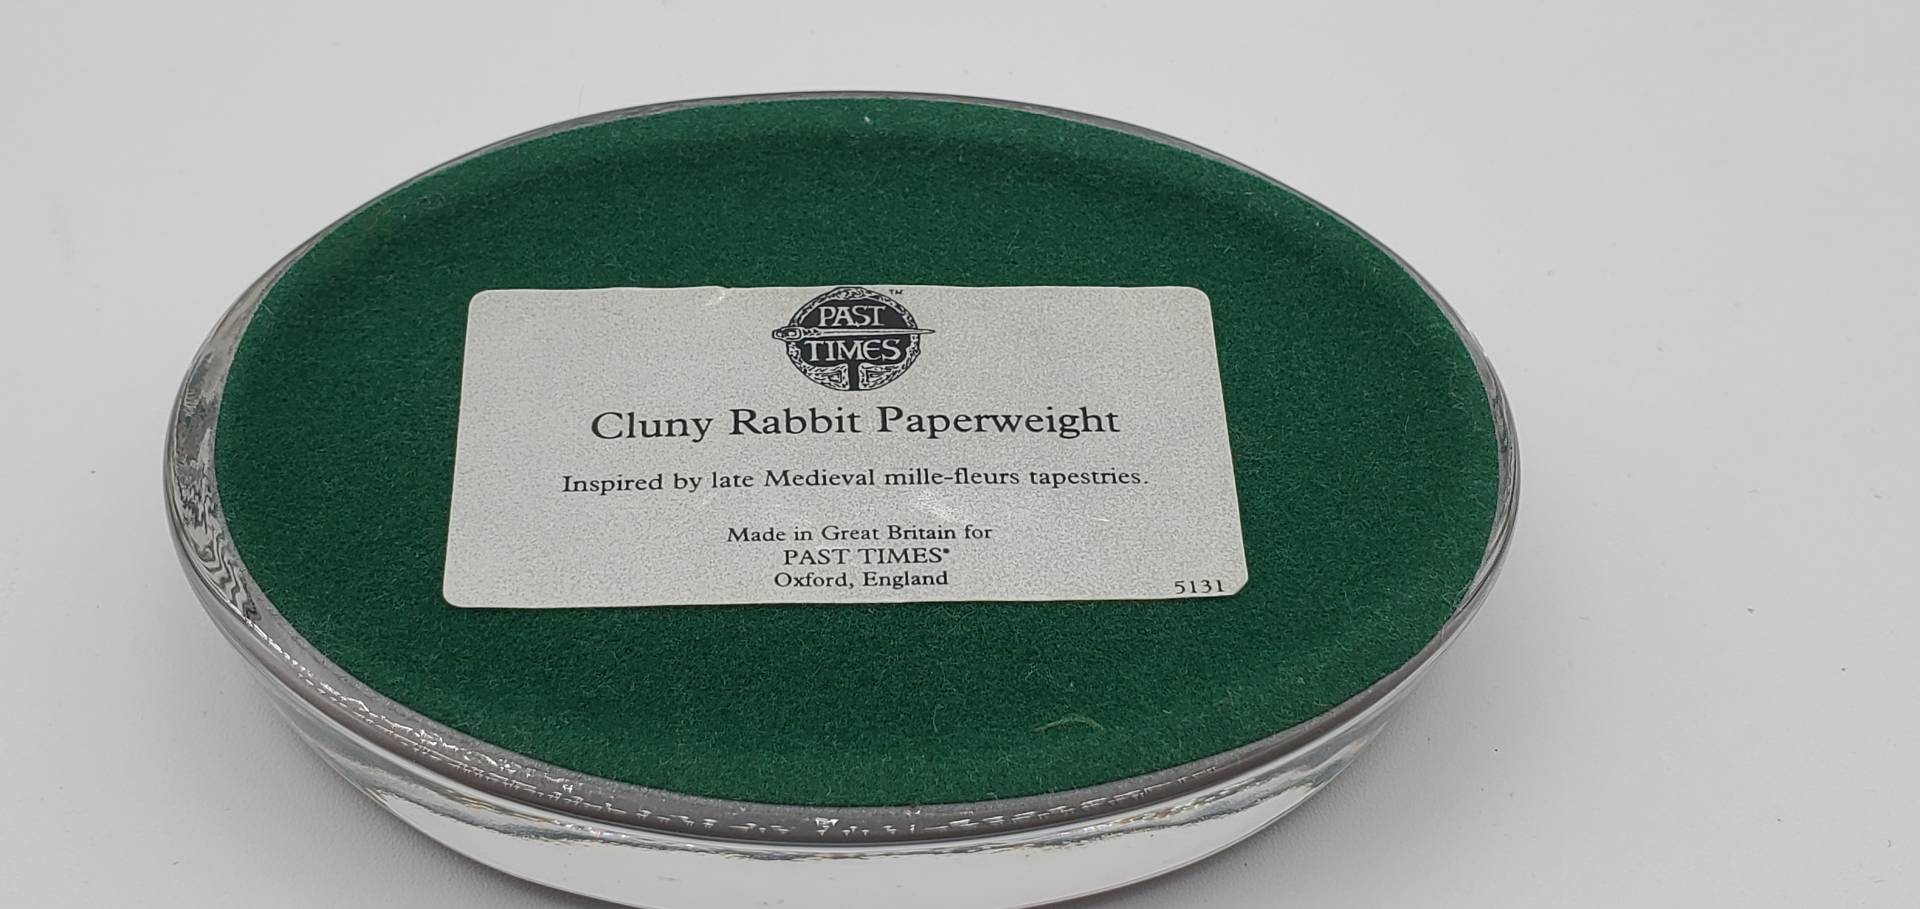 PAST
TIMES
™
Cluny Rabbit Paperweight
Inspired by late Medieval mille-fleurs tapestries.
Made in Great Britain for
PAST TIMES®
Oxford, England
5131